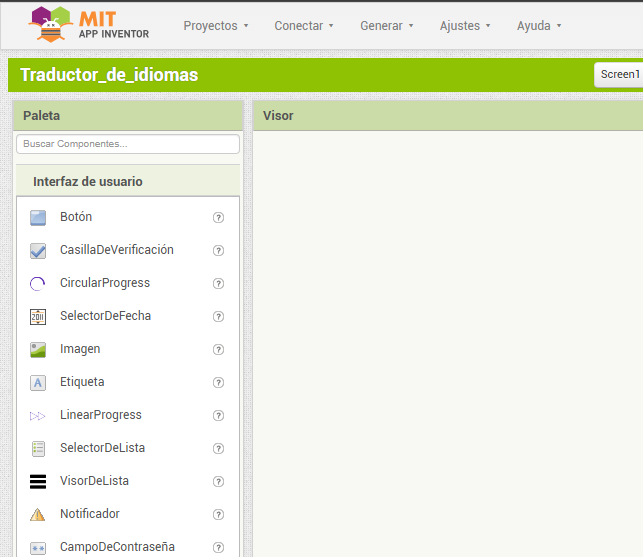 MIT
APP INVENTOR
Proyectos Conectar Generar Ajustes Ayuda
Traductor_de_idiomas
Screen1
Paleta
Visor
Buscar Componentes...
Interfaz de usuario
Botón ?
CasillaDeVerificación ?
CircularProgress ?
2011 SelectorDeFecha ?
Imagen ?
A Etiqueta ?
LinearProgress ?
SelectorDeLista ?
VisorDeLista ?
Notificador ?
CampoDeContraseña ?